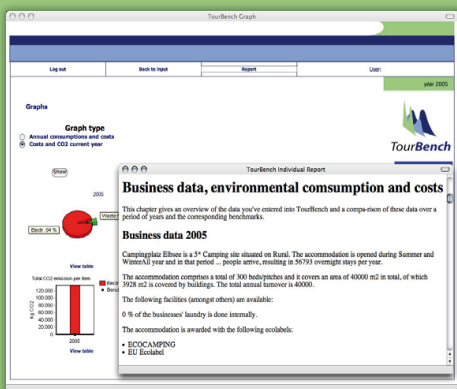 TourBench Graph
Log out Back to input Report User:
year 2005
Graphs
Graph type
Annual consumptions and costs
Costs and CO2 current year
TourBench
Show
2005
Electr. 94 %
Waste
View table
Total CO2 emission per item
kg CO2
120.000
100.000
80.000
60.000
40.000
20.000
0
2005
Electr
Benc
View table
TourBench Individual Report
Business data, environmental comsumption and costs
This chapter gives an overview of the data you've entered into TourBench and a compa-rison of these data over a
period of years and the corresponding benchmarks.
Business data 2005
Campingplatz Elbsee is a 5* Camping site situated on Rural. The accommodation is opened during Summer and
WinterAll year and in that period ... people arrive, resulting in 56793 overnight stays per year.
The accommodation comprises a total of 300 beds/pitches and it covers an area of 40000 m2 in total, of which
3928 m2 is covered by buildings. The total annual turnover is 40000.
The following facilities (amongst others) are available:
0 % of the businesses' laundry is done internally.
The accommodation is awarded with the following ecolabels:
• ECOCAMPING
• EU Ecolabel